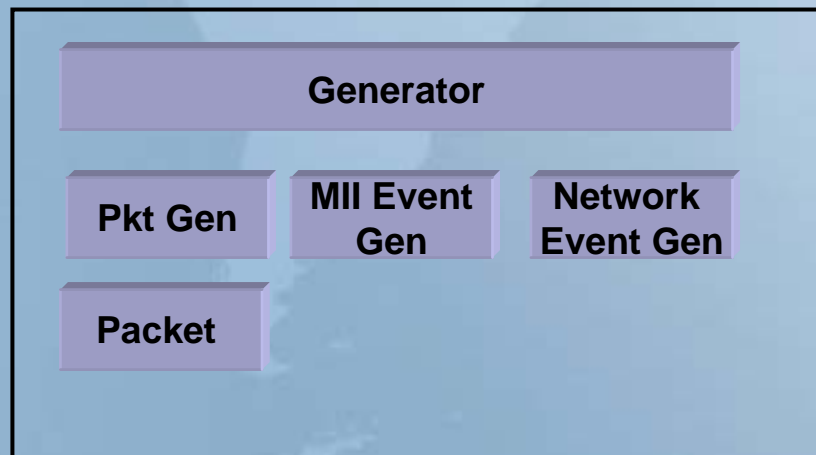 Generator
Pkt Gen
MII Event
Gen
Network
Event Gen
Packet